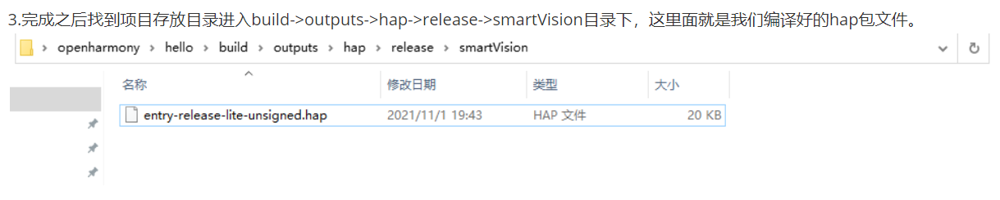 3.完成之后找到项目存放目录进入build->outputs->hap->release->smartVision目录下，这里面就是我们编译好的hap包文件。
openharmony > hello > build > outputs > hap > release > smartVision
名称 修改日期 类型 大小
entry-release-lite-unsigned.hap 2021/11/1 19:43 HAP 文件 20 KB